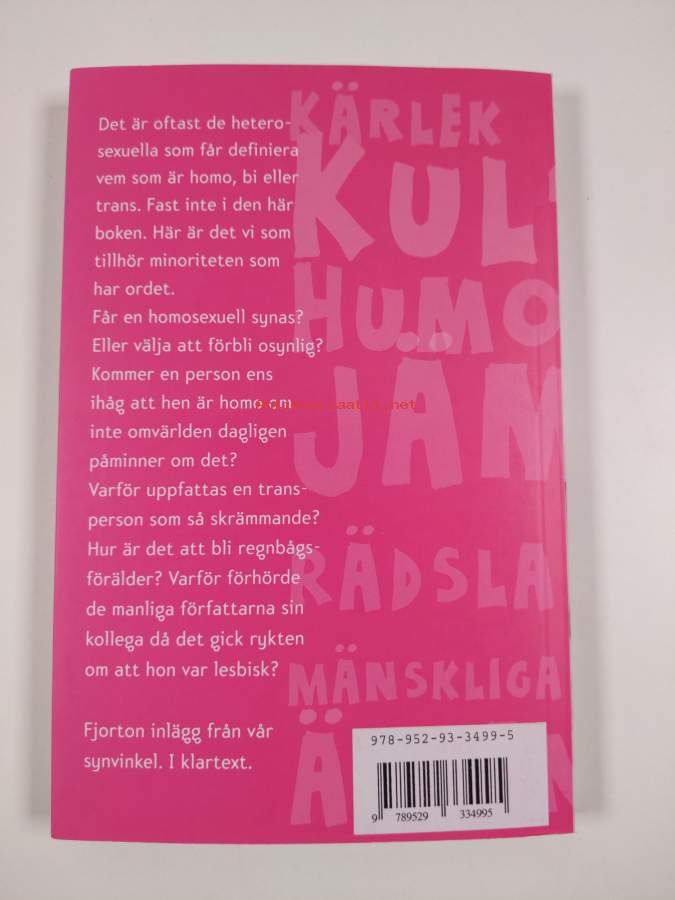 Det är oftast de hetero-
sexuella som får definiera
vem som är homo, bi eller
trans. Fast inte i den här
boken. Här är det vi som
tillhör minoriteten som
har ordet.
Får en homosexuell synas?
Eller välja att förbli osynlig?
Kommer en person ens
ihåg att hen är homo om
inte omvärlden dagligen
påminner om det?
Varför uppfattas en trans-
person som så skrämmande?
Hur är det att bli regnbågs-
förälder? Varför förhörde
de manliga författarna sin
kollega då det gick rykten
om att hon var lesbisk?
Fjorton inlägg från vår
synvinkel. I klartext.
KÄRLEK
KUL
HUMO
JÄM
RÄDSLA
MÄNSKLIGA
978-952-93-3499-5
9 789529 334995